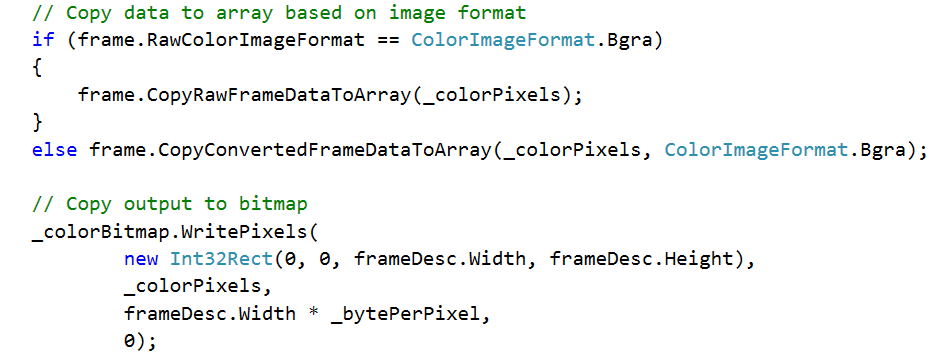 // Copy data to array based on image format
if (frame.RawColorImageFormat == ColorImageFormat.Bgra)
{
    frame.CopyRawFrameDataToArray(_colorPixels);
}
else frame.CopyConvertedFrameDataToArray(_colorPixels, ColorImageFormat.Bgra);

// Copy output to bitmap
_colorBitmap.WritePixels(
        new Int32Rect(0, 0, frameDesc.Width, frameDesc.Height),
        _colorPixels,
        frameDesc.Width * _bytePerPixel,
        0);